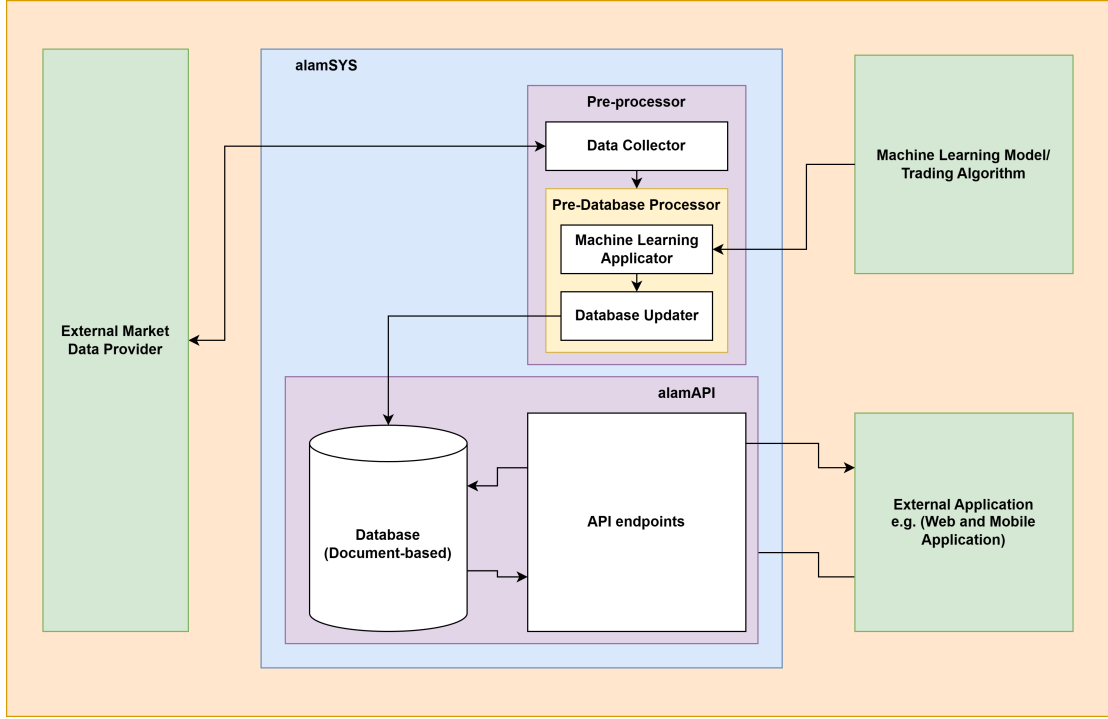 alamSYS
Pre-processor
Data Collector
Pre-Database Processor
Machine Learning
Applicator
Database Updater
Machine Learning Model/
Trading Algorithm
External Market
Data Provider
alamAPI
Database
(Document-based)
API endpoints
External Application
e.g. (Web and Mobile
Application)